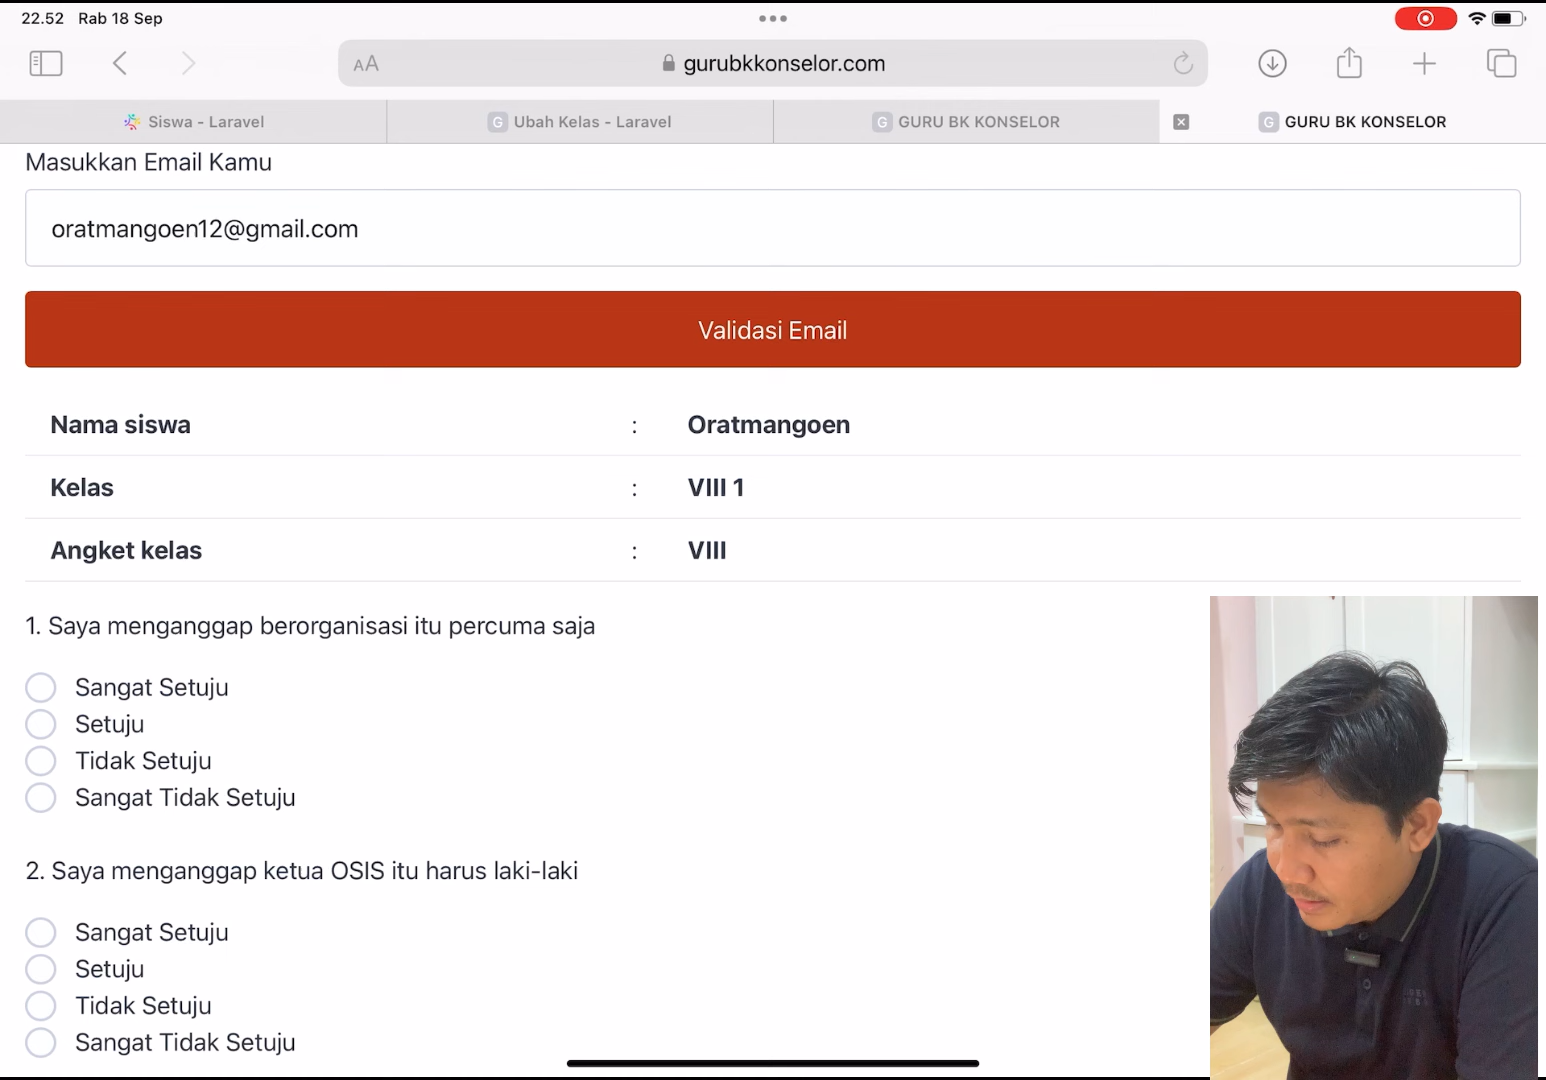 22.52 Rab 18 Sep
AA gurubkkonselor.com
Siswa - Laravel
G Ubah Kelas - Laravel
G GURU BK KONSELOR
G GURU BK KONSELOR
Masukkan Email Kamu
oratmangoen12@gmail.com
Validasi Email
Nama siswa : Oratmangoen
Kelas : VIII 1
Angket kelas : VIII
1. Saya menganggap berorganisasi itu percuma saja
Sangat Setuju
Setuju
Tidak Setuju
Sangat Tidak Setuju
2. Saya menganggap ketua OSIS itu harus laki-laki
Sangat Setuju
Setuju
Tidak Setuju
Sangat Tidak Setuju